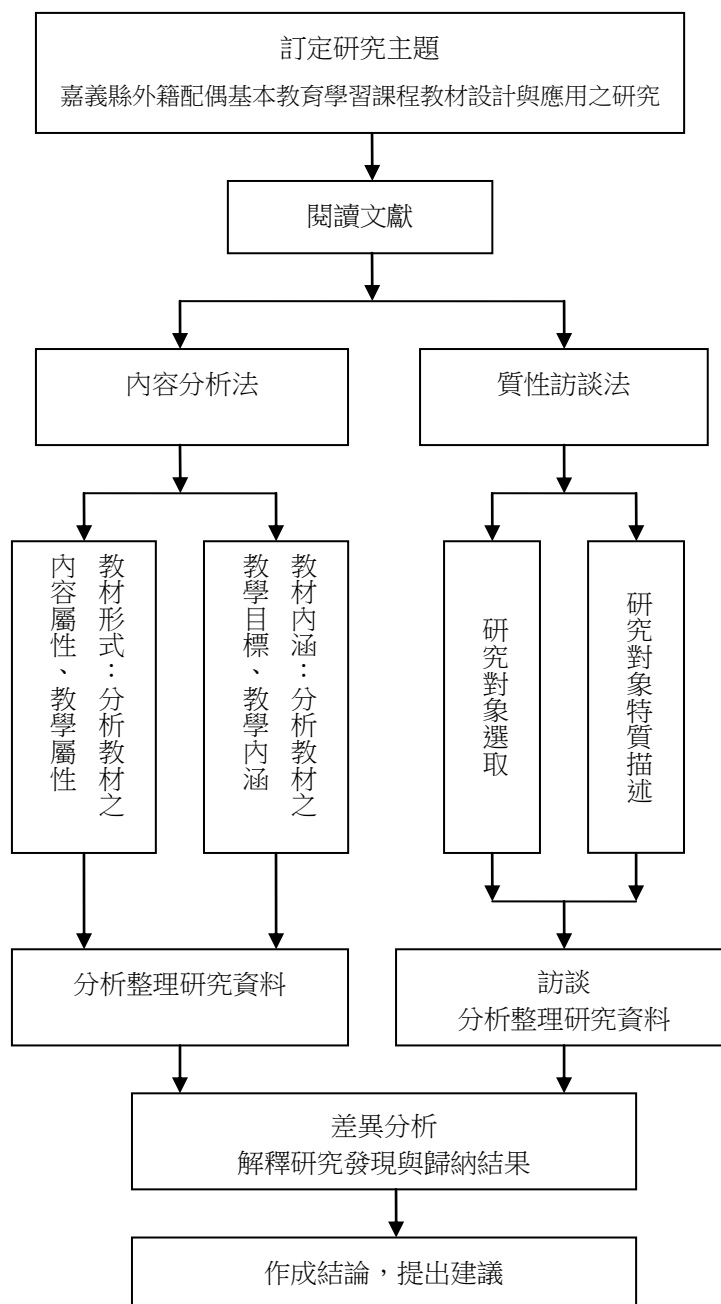 訂定研究主題
嘉義縣外籍配偶基本教育學習課程教材設計與應用之研究
閱讀文獻
內容分析法
質性訪談法
教材形式：分析教材之
內容屬性、教學屬性
教材內涵：分析教材之
教學目標、教學內涵
研究對象選取
研究對象特質描述
分析整理研究資料
訪談
分析整理研究資料
差異分析
解釋研究發現與歸納結果
作成結論，提出建議